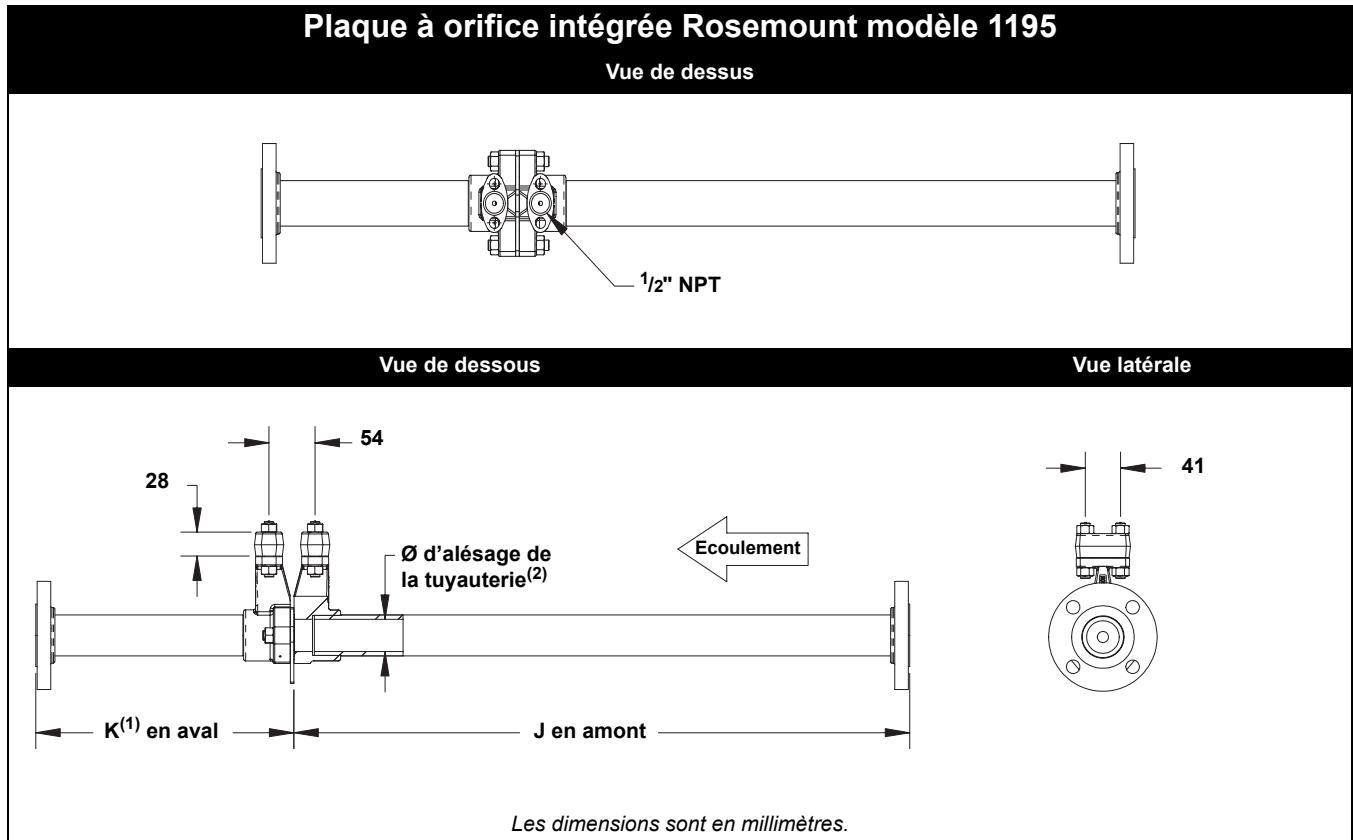 Plaque à orifice intégrée Rosemount modèle 1195
Vue de dessus
1/2" NPT
Vue de dessous
Vue latérale
54
41
28
Ø d’alésage de
la tuyauterie(2)
Ecoulement
K(1) en aval
J en amont
Les dimensions sont en millimètres.